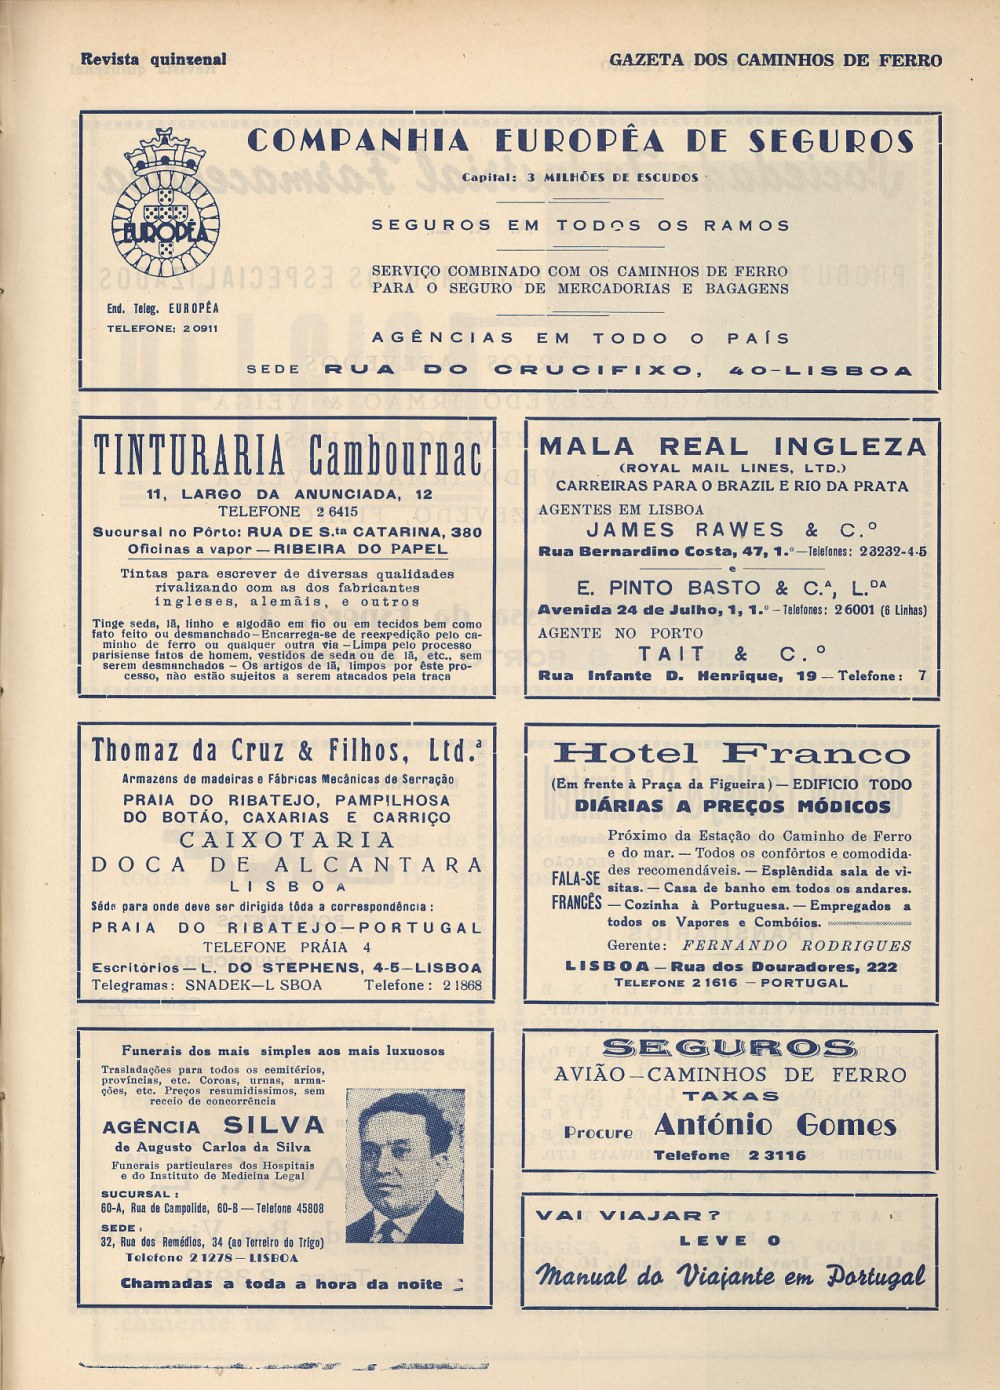 Revista quinzenal
GAZETA DOS CAMINHOS DE FERRO
COMPANHIA EUROPÊA DE SEGUROS
Capital: 3 MILHÕES DE ESCUDOS
SEGUROS EM TODOS OS RAMOS
SERVIÇO COMBINADO COM OS CAMINHOS DE FERRO
PARA O SEGURO DE MERCADORIAS E BAGAGENS
AGÊNCIAS EM TODO O PAÍS
SEDE RUA DO CRUCIFIXO, 40-LISBOA
EUROPÊA
End. Teleg. EUROPÊA
TELEFONE: 2 0911
TINTURARIA Cambournac
11, LARGO DA ANUNCIADA, 12
TELEFONE 2 6415
Sucursal no Pôrto: RUA DE S.ta CATARINA, 380
Oficinas a vapor — RIBEIRA DO PAPEL
Tintas para escrever de diversas qualidades
rivalizando com as dos fabricantes
ingleses, alemãis, e outros
Tinge seda, lã, linho e algodão em fio ou em tecidos bem como
fato feito ou desmanchado — Encarrega-se de reexpedição pelo ca-
minho de ferro ou qualquer outra via — Limpa pelo processo
parisiense fatos de homem, vestidos de seda ou de lã, etc., sem
serem desmanchados — Os artigos de lã, limpos por êste pro-
cesso, não estão sujeitos a serem atacados pela traça
MALA REAL INGLEZA
(ROYAL MAIL LINES, LTD.)
CARREIRAS PARA O BRAZIL E RIO DA PRATA
AGENTES EM LISBOA
JAMES RAWES & C.º
Rua Bernardino Costa, 47, 1.º — Telefones: 23232-4-5
e
E. PINTO BASTO & C.ª, L.DA
Avenida 24 de Julho, 1, 1.º - Telefones: 2 6001 (6 Linhas)
AGENTE NO PORTO
TAIT & C.º
Rua Infante D. Henrique, 19 — Telefone: 7
Thomaz da Cruz & Filhos, Ltd.ª
Armazens de madeiras e Fábricas Mecânicas de Serração
PRAIA DO RIBATEJO, PAMPILHOSA
DO BOTÃO, CAXARIAS E CARRIÇO
CAIXOTARIA
DOCA DE ALCANTARA
LISBOA
Séde para onde deve ser dirigida tôda a correspondência:
PRAIA DO RIBATEJO—PORTUGAL
TELEFONE PRÁIA 4
Escritórios — L. DO STEPHENS, 4-5 — LISBOA
Telegramas: SNADEK—L SBOA Telefone: 2 1868
Hotel Franco
(Em frente à Praça da Figueira) — EDIFICIO TODO
DIÁRIAS A PREÇOS MÓDICOS
FALA-SE
FRANCÊS
Próximo da Estação do Caminho de Ferro
e do mar. — Todos os confôrtos e comodida-
des recomendáveis. — Esplêndida sala de vi-
sitas. — Casa de banho em todos os andares.
— Cozinha à Portuguesa. — Empregados a
todos os Vapores e Combóios.
Gerente: FERNANDO RODRIGUES
LISBOA — Rua dos Douradores, 222
TELEFONE 2 1616 — PORTUGAL
Funerais dos mais simples aos mais luxuosos
Trasladações para todos os cemitérios,
províncias, etc. Coroas, urnas, arma-
ções, etc. Preços resumidissimos, sem
receio de concorrência
AGÊNCIA SILVA
de Augusto Carlos da Silva
Funerais particulares dos Hospitais
e do Instituto de Medicina Legal
SUCURSAL:
60-A, Rua de Campolide, 60-B — Telefone 45808
SEDE:
32, Rua dos Remédios, 34 (ao Terreiro do Trigo)
Telefone 2 1278 — LISBOA
Chamadas a toda a hora da noite
SEGUROS
AVIÃO—CAMINHOS DE FERRO
TAXAS
Procure António Gomes
Telefone 2 3116
VAI VIAJAR?
LEVE O
Manual do Viajante em Portugal